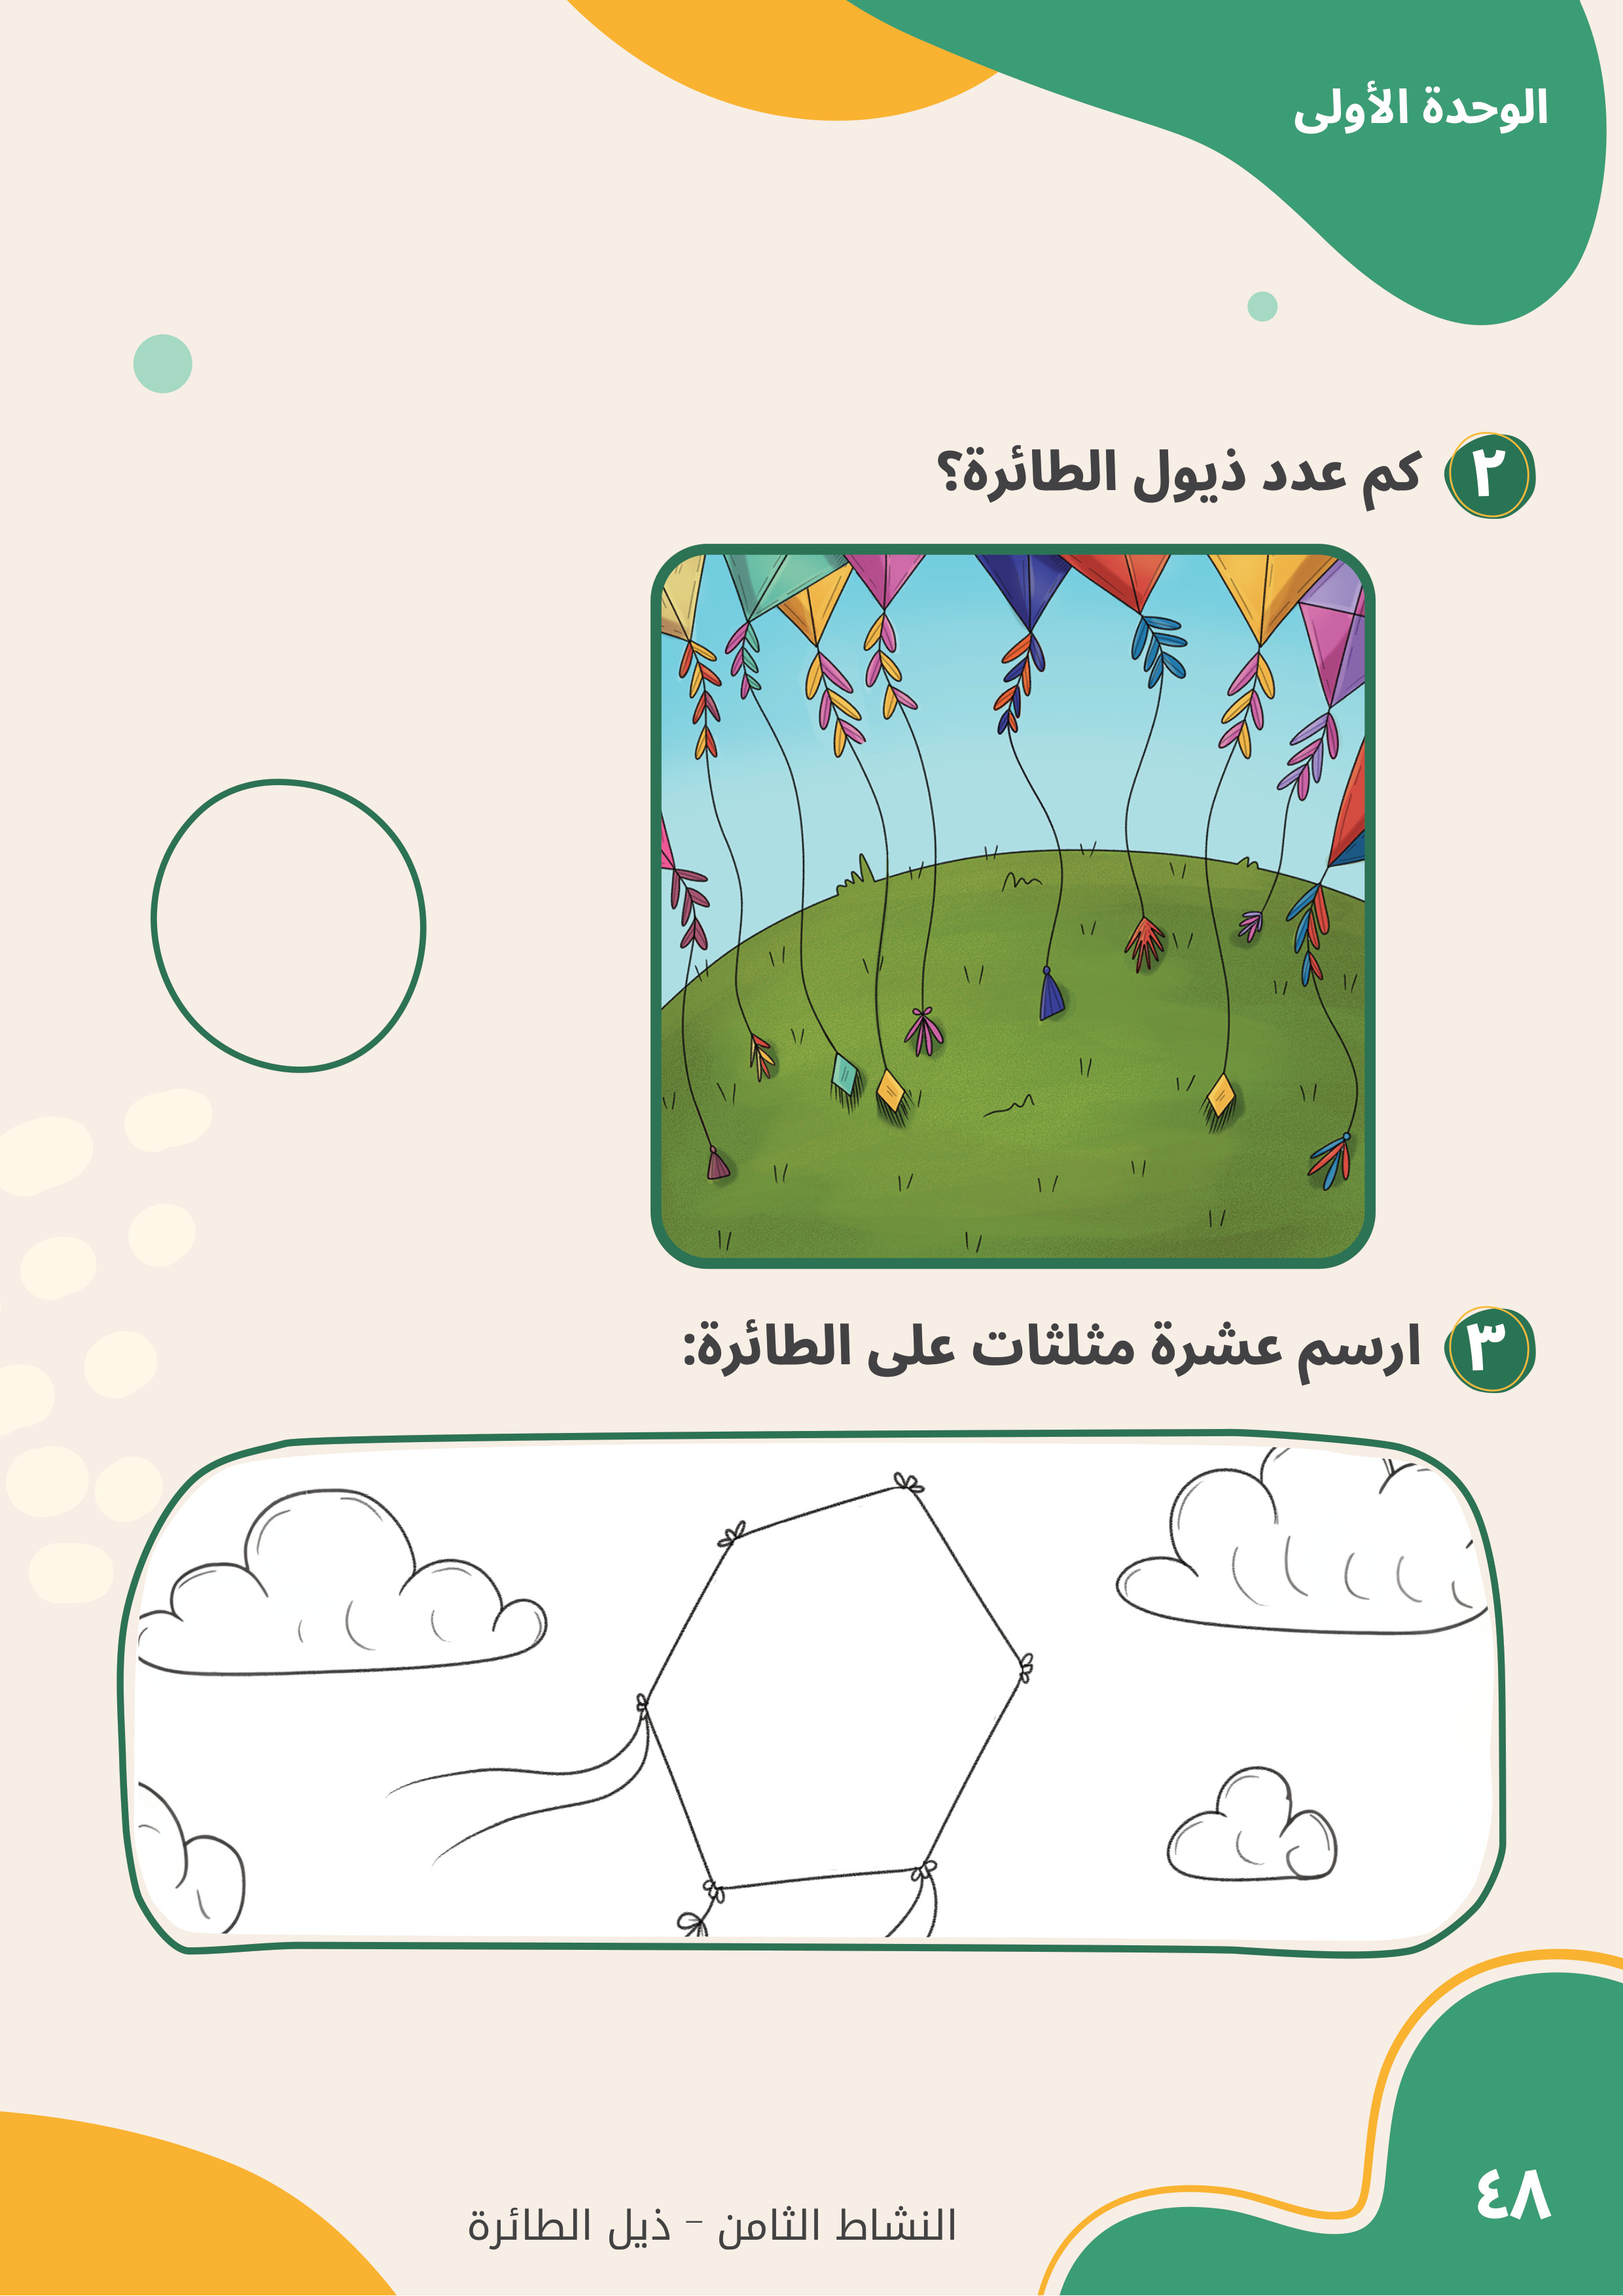 الوحدة الأولى
٢ كم عدد ذيول الطائرة؟
٣ ارسم عشرة مثلثات على الطائرة:
النشاط الثامن - ذيل الطائرة
٤٨